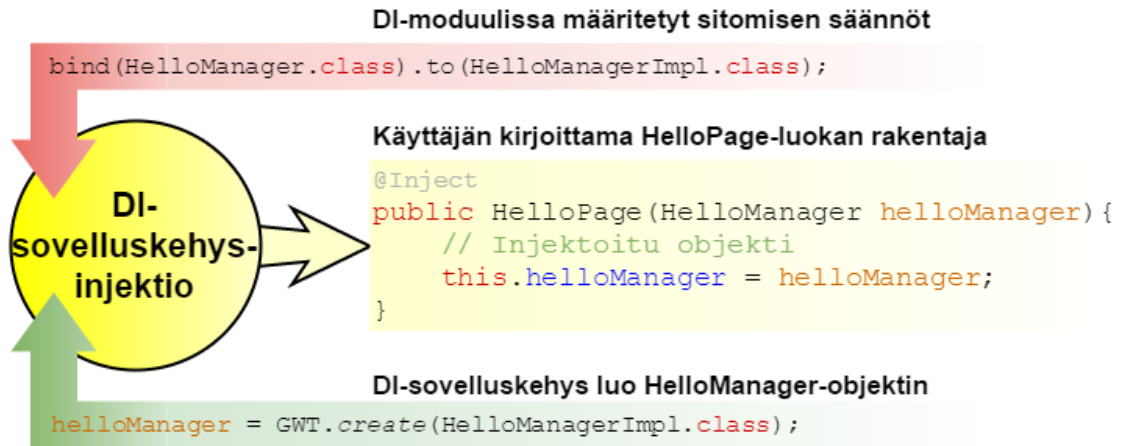 DI-moduulissa määritetyt sitomisen säännöt
bind(HelloManager.class).to(HelloManagerImpl.class);
Käyttäjän kirjoittama HelloPage-luokan rakentaja
@Inject
public HelloPage(HelloManager helloManager){
// Injektoitu objekti
this.helloManager = helloManager;
}
DI-
sovelluskehys-
injektio
DI-sovelluskehys luo HelloManager-objektin
helloManager = GWT.create(HelloManagerImpl.class);